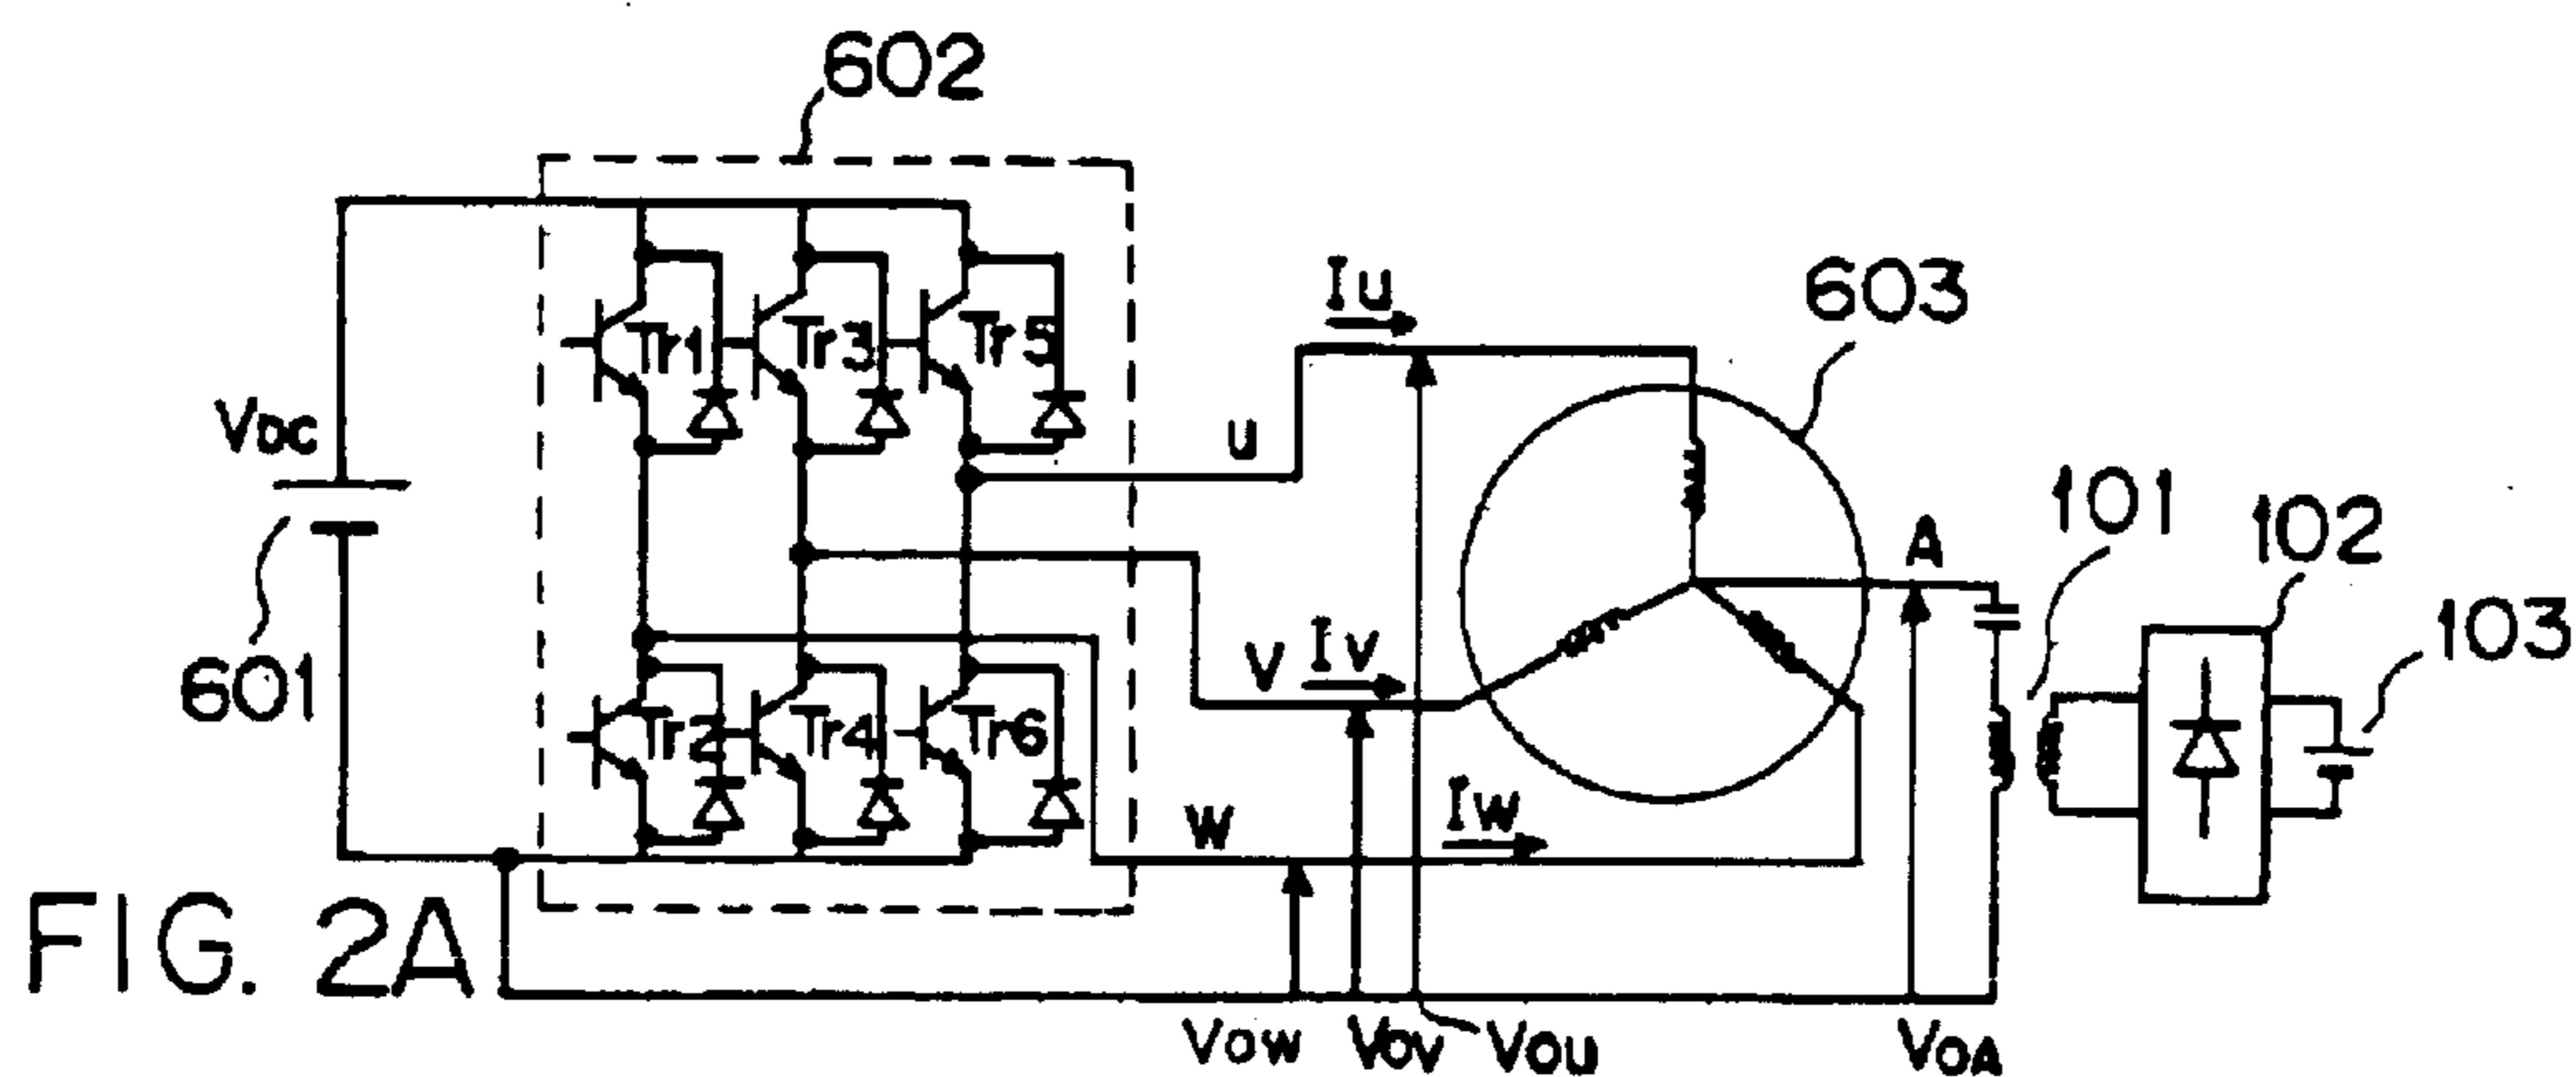 602
Iu
603
Tr1
Tr3
Tr5
VDC
u
101
A
102
103
601
V
Iv
Tr2
Tr4
Tr6
W
Iw
FIG. 2A
Vow
Vov
Vou
VOA